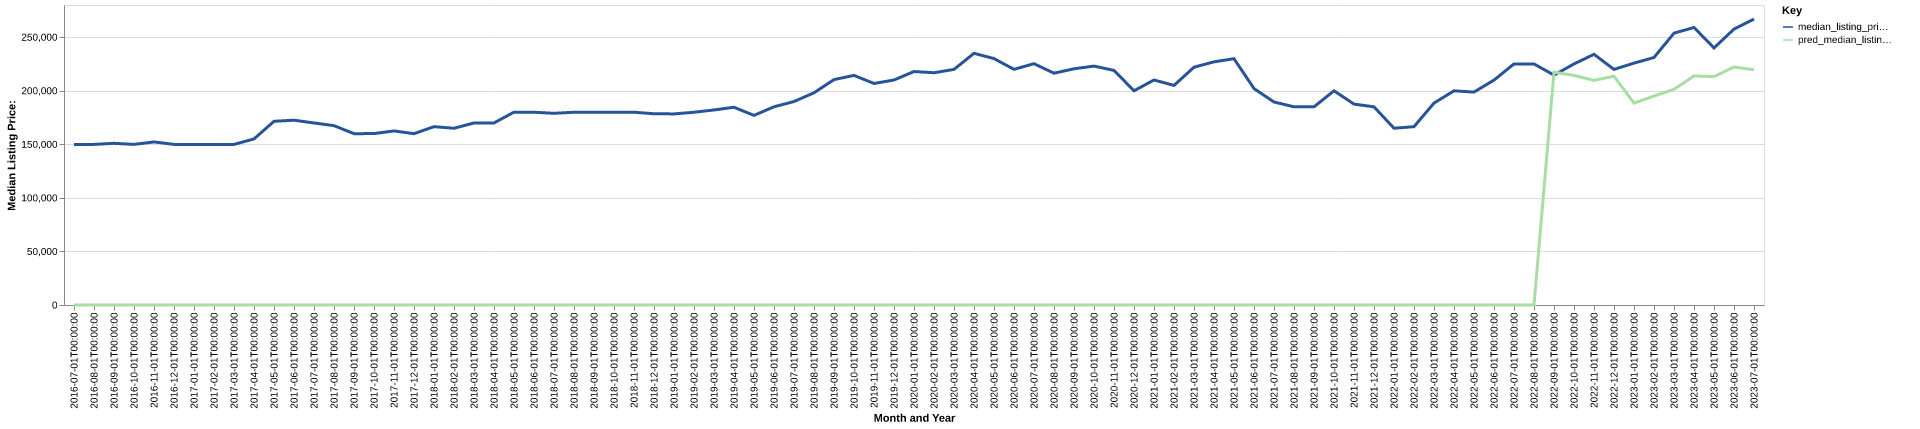 Key
median_listing_pri…
pred_median_listin…
Median Listing Price:
250,000
200,000
150,000
100,000
50,000
0
2016-07-01T00:00:00
2016-08-01T00:00:00
2016-09-01T00:00:00
2016-10-01T00:00:00
2016-11-01T00:00:00
2016-12-01T00:00:00
2017-01-01T00:00:00
2017-02-01T00:00:00
2017-03-01T00:00:00
2017-04-01T00:00:00
2017-05-01T00:00:00
2017-06-01T00:00:00
2017-07-01T00:00:00
2017-08-01T00:00:00
2017-09-01T00:00:00
2017-10-01T00:00:00
2017-11-01T00:00:00
2017-12-01T00:00:00
2018-01-01T00:00:00
2018-02-01T00:00:00
2018-03-01T00:00:00
2018-04-01T00:00:00
2018-05-01T00:00:00
2018-06-01T00:00:00
2018-07-01T00:00:00
2018-08-01T00:00:00
2018-09-01T00:00:00
2018-10-01T00:00:00
2018-11-01T00:00:00
2018-12-01T00:00:00
2019-01-01T00:00:00
2019-02-01T00:00:00
2019-03-01T00:00:00
2019-04-01T00:00:00
2019-05-01T00:00:00
2019-06-01T00:00:00
2019-07-01T00:00:00
2019-08-01T00:00:00
2019-09-01T00:00:00
2019-10-01T00:00:00
2019-11-01T00:00:00
2019-12-01T00:00:00
2020-01-01T00:00:00
2020-02-01T00:00:00
2020-03-01T00:00:00
2020-04-01T00:00:00
2020-05-01T00:00:00
2020-06-01T00:00:00
2020-07-01T00:00:00
2020-08-01T00:00:00
2020-09-01T00:00:00
2020-10-01T00:00:00
2020-11-01T00:00:00
2020-12-01T00:00:00
2021-01-01T00:00:00
2021-02-01T00:00:00
2021-03-01T00:00:00
2021-04-01T00:00:00
2021-05-01T00:00:00
2021-06-01T00:00:00
2021-07-01T00:00:00
2021-08-01T00:00:00
2021-09-01T00:00:00
2021-10-01T00:00:00
2021-11-01T00:00:00
2021-12-01T00:00:00
2022-01-01T00:00:00
2022-02-01T00:00:00
2022-03-01T00:00:00
2022-04-01T00:00:00
2022-05-01T00:00:00
2022-06-01T00:00:00
2022-07-01T00:00:00
2022-08-01T00:00:00
2022-09-01T00:00:00
2022-10-01T00:00:00
2022-11-01T00:00:00
2022-12-01T00:00:00
2023-01-01T00:00:00
2023-02-01T00:00:00
2023-03-01T00:00:00
2023-04-01T00:00:00
2023-05-01T00:00:00
2023-06-01T00:00:00
2023-07-01T00:00:00
Month and Year